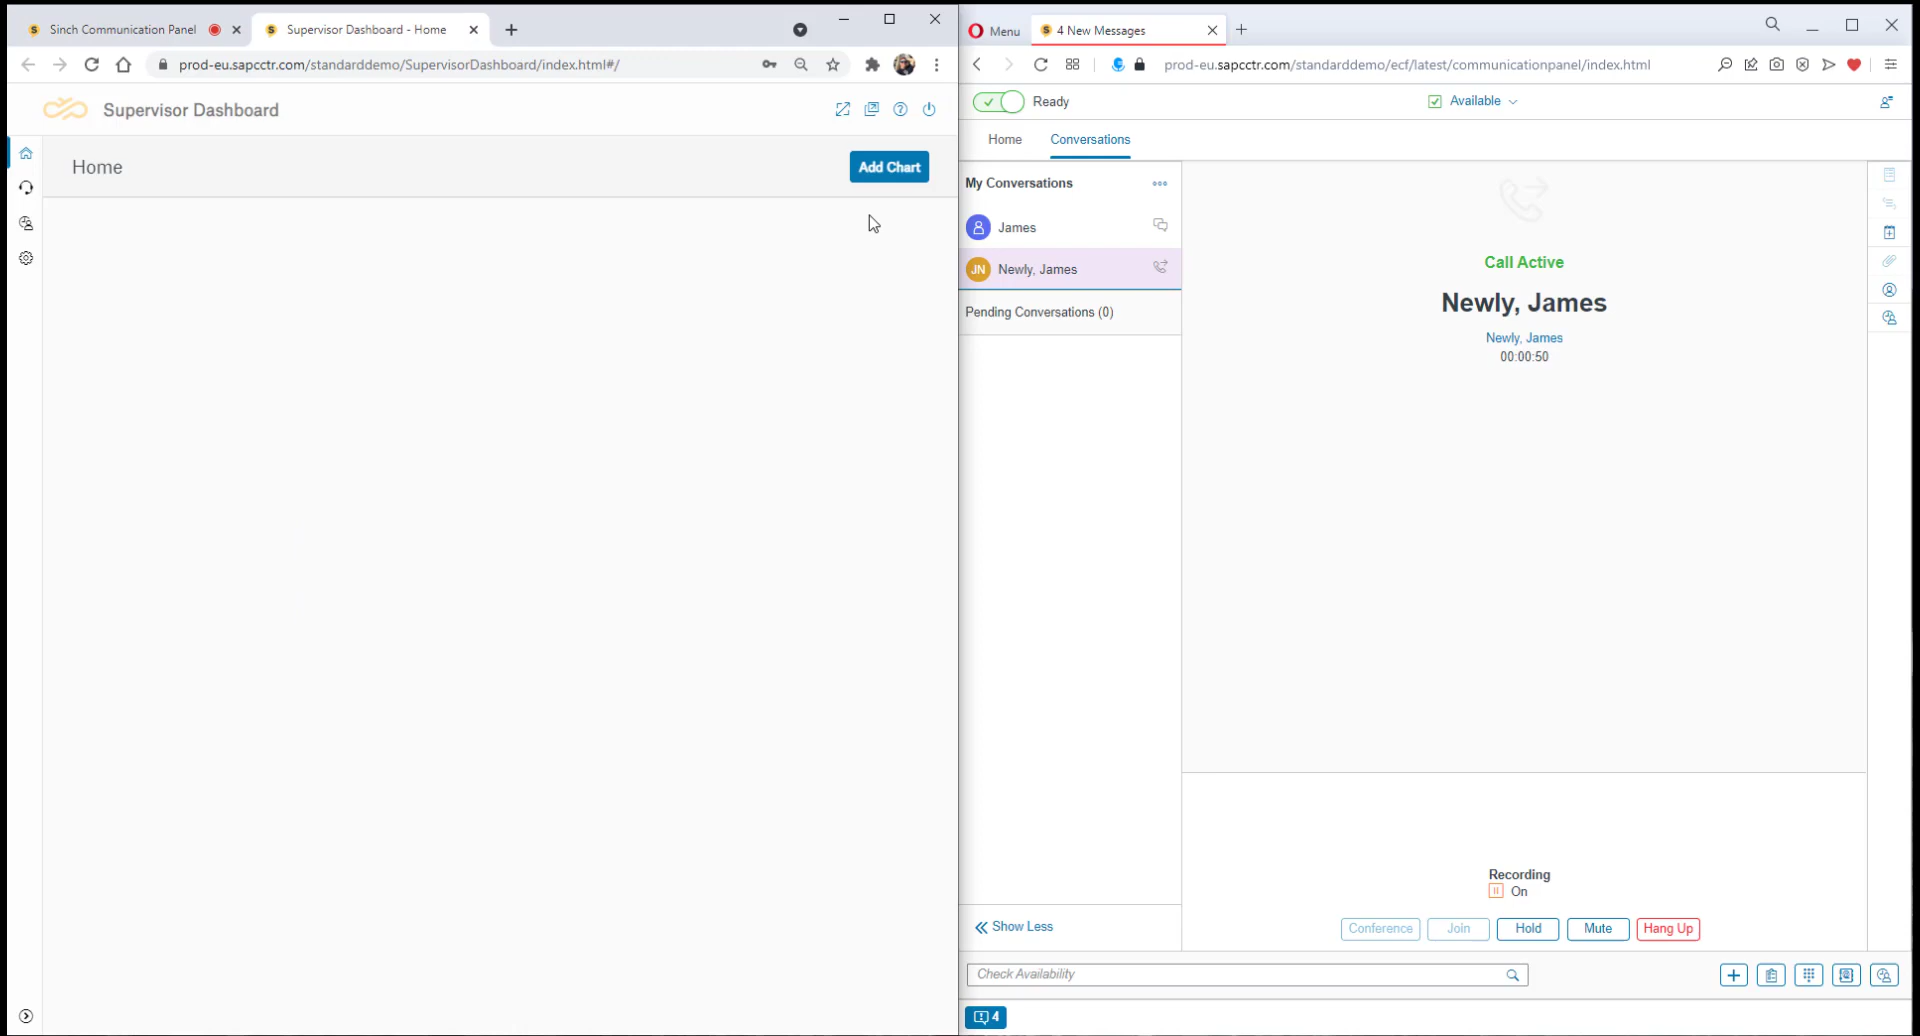 Sinch Communication Panel
Supervisor Dashboard - Home
prod-eu.sapcctr.com/standarddemo/SupervisorDashboard/index.html#/
Supervisor Dashboard
Home
Add Chart
Menu
4 New Messages
prod-eu.sapcctr.com/standarddemo/ecf/latest/communicationpanel/index.html
Ready
Available
Home
Conversations
My Conversations
James
JN
Newly, James
Pending Conversations (0)
Show Less
Call Active
Newly, James
Newly, James
00:00:50
Recording
On
Conference
Join
Hold
Mute
Hang Up
Check Availability
4